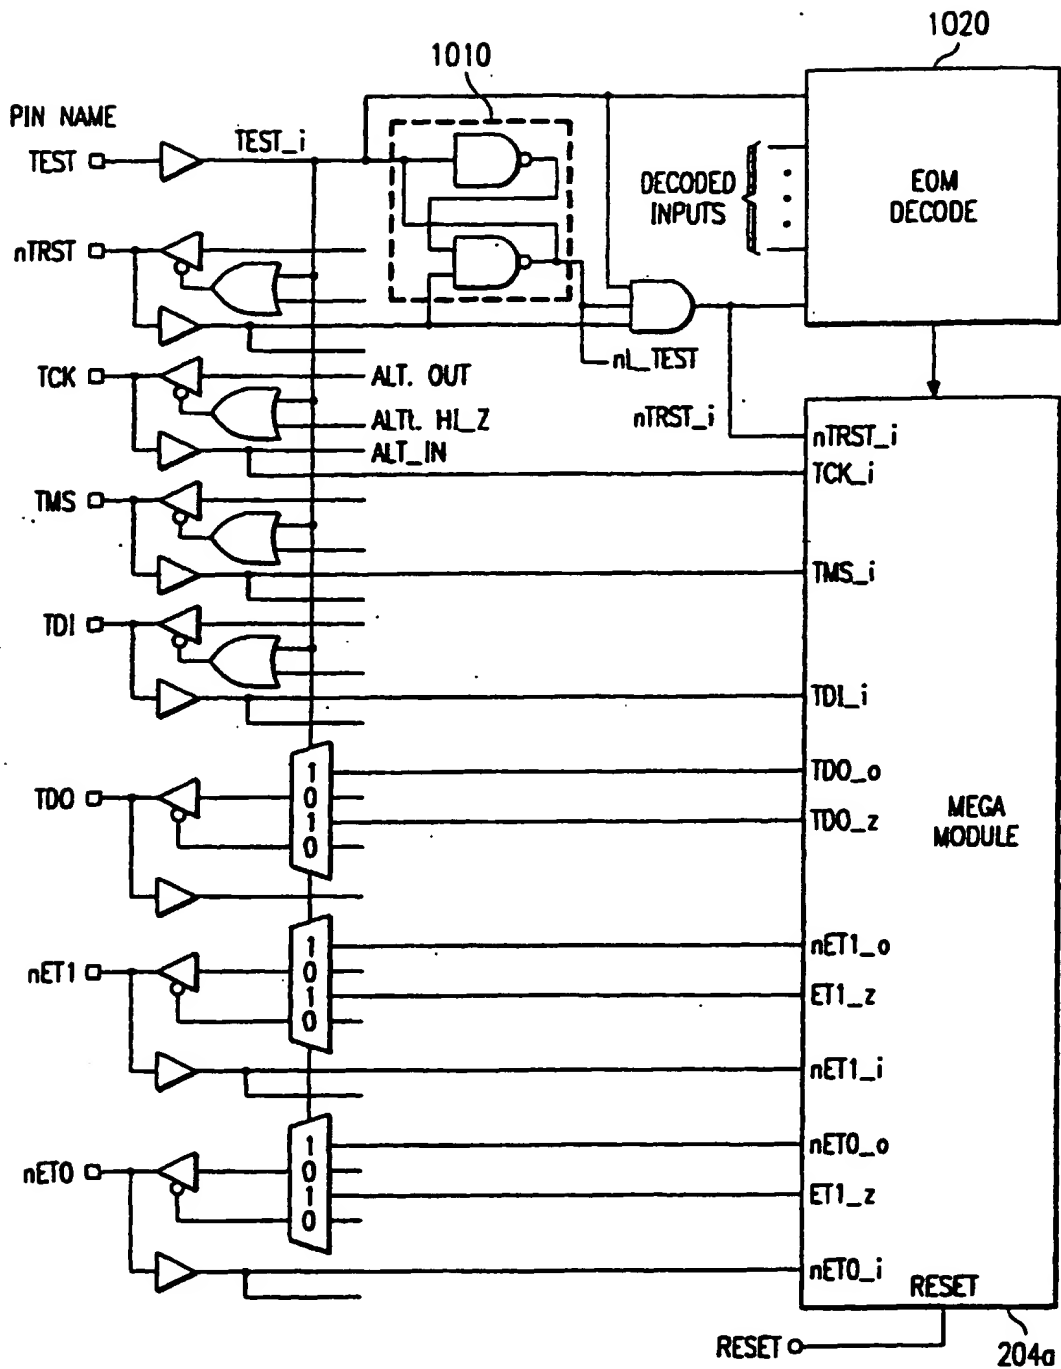 1020
1010
PIN NAME
TEST
TEST_i
DECODED
INPUTS
EOM
DECODE
nTRST
nL_TEST
TCK
ALT. OUT
ALTL HI_Z
ALT_IN
nTRST_i
nTRST_i
TCK_i
TMS
TMS_i
TDI
TDI_i
TDO
1
0
1
0
TDO_o
TDO_z
MEGA
MODULE
nET1
1
0
1
0
nET1_o
ET1_z
nET1_i
nET0
1
0
1
0
nET0_o
ET1_z
nET0_i
RESET
RESET
204a